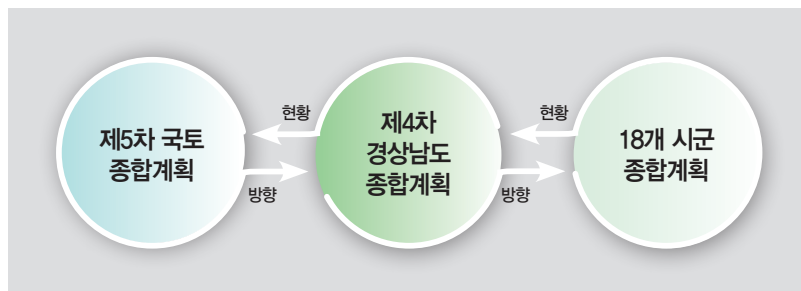 제5차 국토
종합계획
현황
방향
제4차
경상남도
종합계획
현황
방향
18개 시군
종합계획